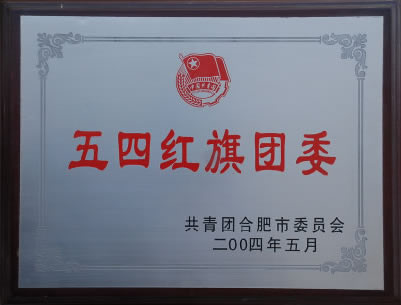 五四红旗团委
共青团合肥市委员会
二00四年五月